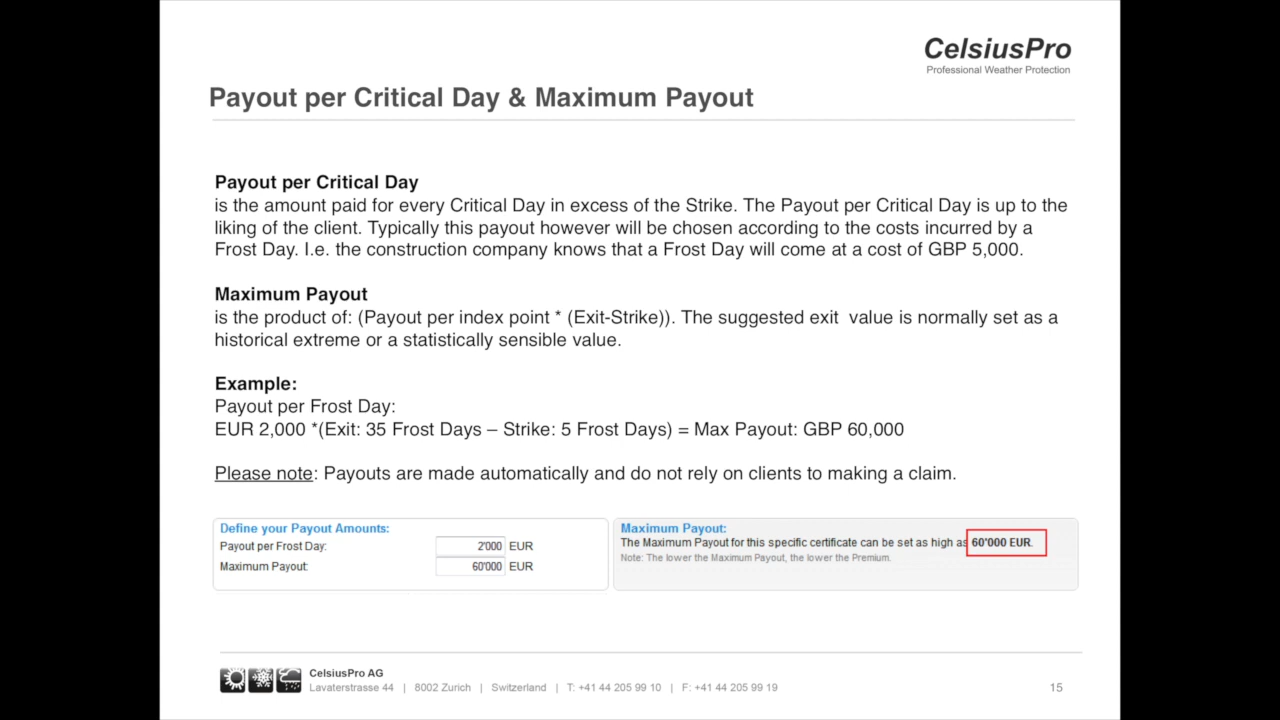 CelsiusPro
Professional Weather Protection
Payout per Critical Day & Maximum Payout
Payout per Critical Day
is the amount paid for every Critical Day in excess of the Strike. The Payout per Critical Day is up to the
liking of the client. Typically this payout however will be chosen according to the costs incurred by a
Frost Day. I.e. the construction company knows that a Frost Day will come at a cost of GBP 5,000.
Maximum Payout
is the product of: (Payout per index point * (Exit-Strike)). The suggested exit value is normally set as a
historical extreme or a statistically sensible value.
Example:
Payout per Frost Day:
EUR 2,000 *(Exit: 35 Frost Days – Strike: 5 Frost Days) = Max Payout: GBP 60,000
Please note: Payouts are made automatically and do not rely on clients to making a claim.
Define your Payout Amounts:
Payout per Frost Day: 2'000 EUR
Maximum Payout: 60'000 EUR
Maximum Payout:
The Maximum Payout for this specific certificate can be set as high as 60'000 EUR.
Note: The lower the Maximum Payout, the lower the Premium.
CelsiusPro AG
Lavaterstrasse 44 | 8002 Zurich | Switzerland | T: +41 44 205 99 10 | F: +41 44 205 99 19
15